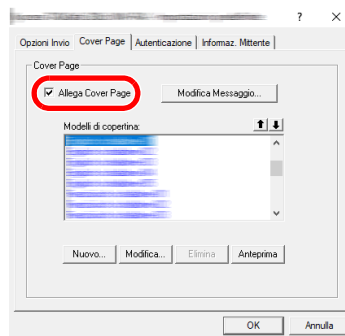 ? ×
Opzioni Invio Cover Page Autenticazione Informaz. Mittente
Cover Page
Allega Cover Page Modifica Messaggio...
Modelli di copertina:
Nuovo... Modifica... Elimina Anteprima
OK Annulla